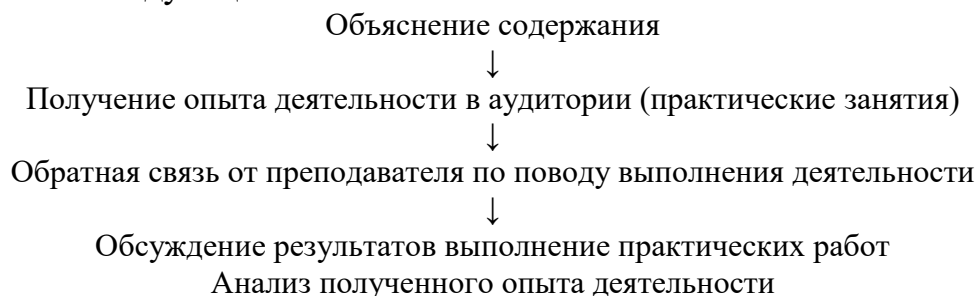 Объяснение содержания
↓
Получение опыта деятельности в аудитории (практические занятия)
↓
Обратная связь от преподавателя по поводу выполнения деятельности
↓
Обсуждение результатов выполнение практических работ
Анализ полученного опыта деятельности